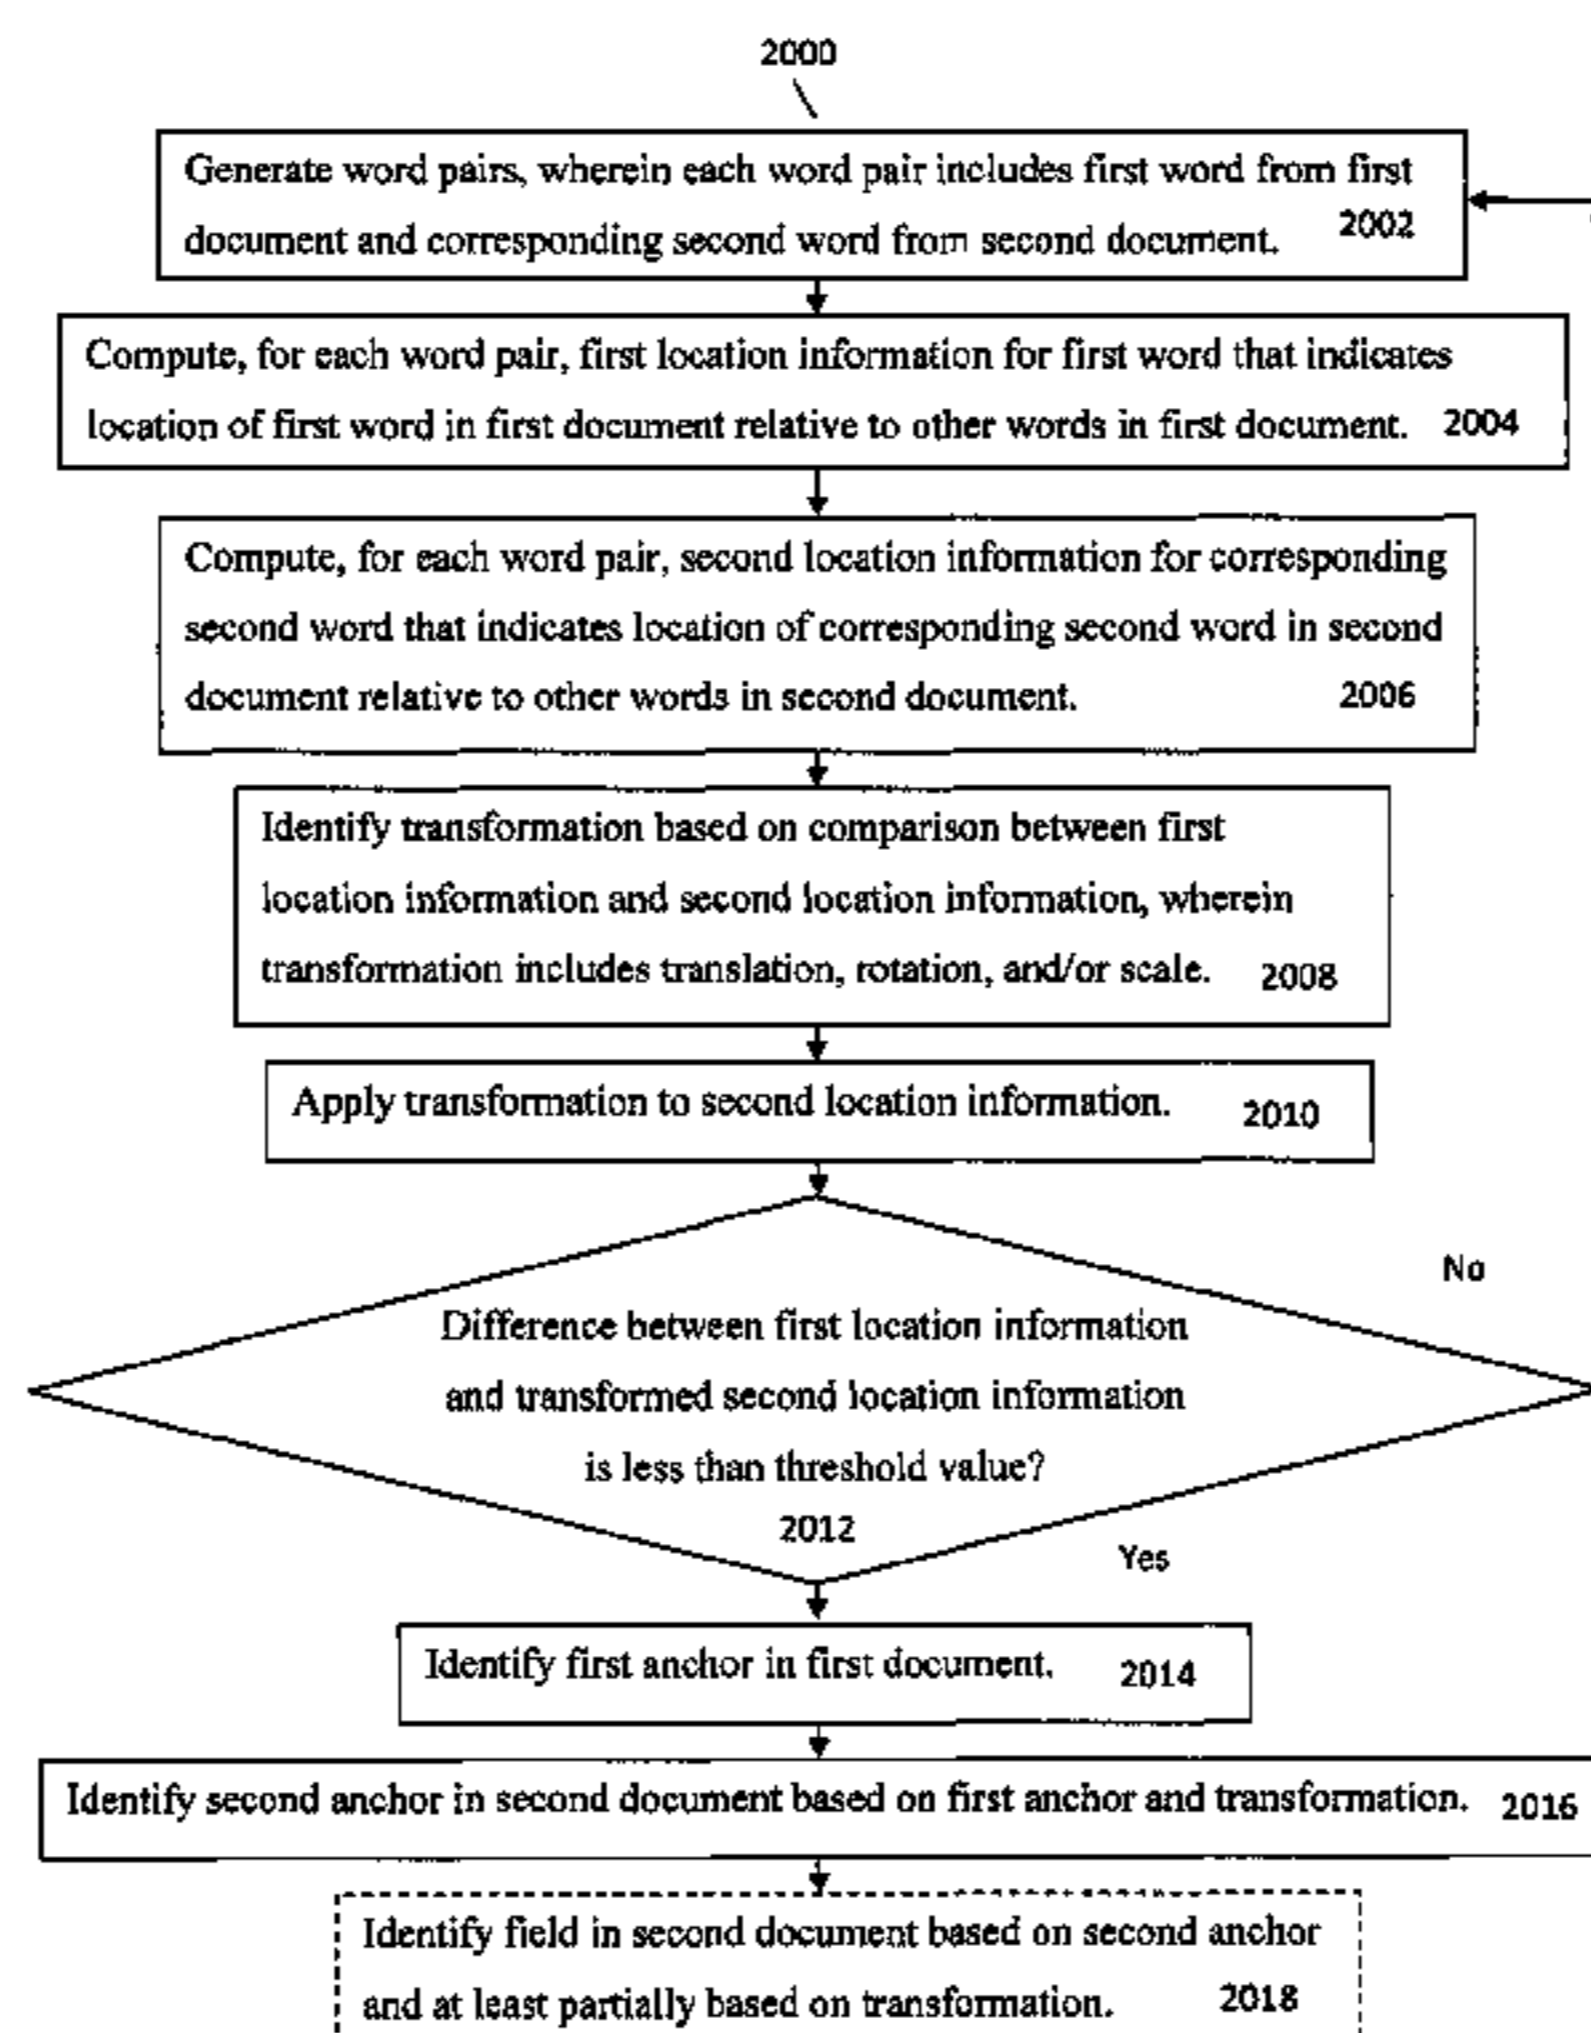 2000
Generate word pairs, wherein each word pair includes first word from first
document and corresponding second word from second document. 2002
Compute, for each word pair, first location information for first word that indicates
location of first word in first document relative to other words in first document. 2004
Compute, for each word pair, second location information for corresponding
second word that indicates location of corresponding second word in second
document relative to other words in second document. 2006
Identify transformation based on comparison between first
location information and second location information, wherein
transformation includes translation, rotation, and/or scale. 2008
Apply transformation to second location information. 2010
No
Difference between first location information
and transformed second location information
is less than threshold value?
2012
Yes
Identify first anchor in first document. 2014
Identify second anchor in second document based on first anchor and transformation. 2016
Identify field in second document based on second anchor
and at least partially based on transformation. 2018